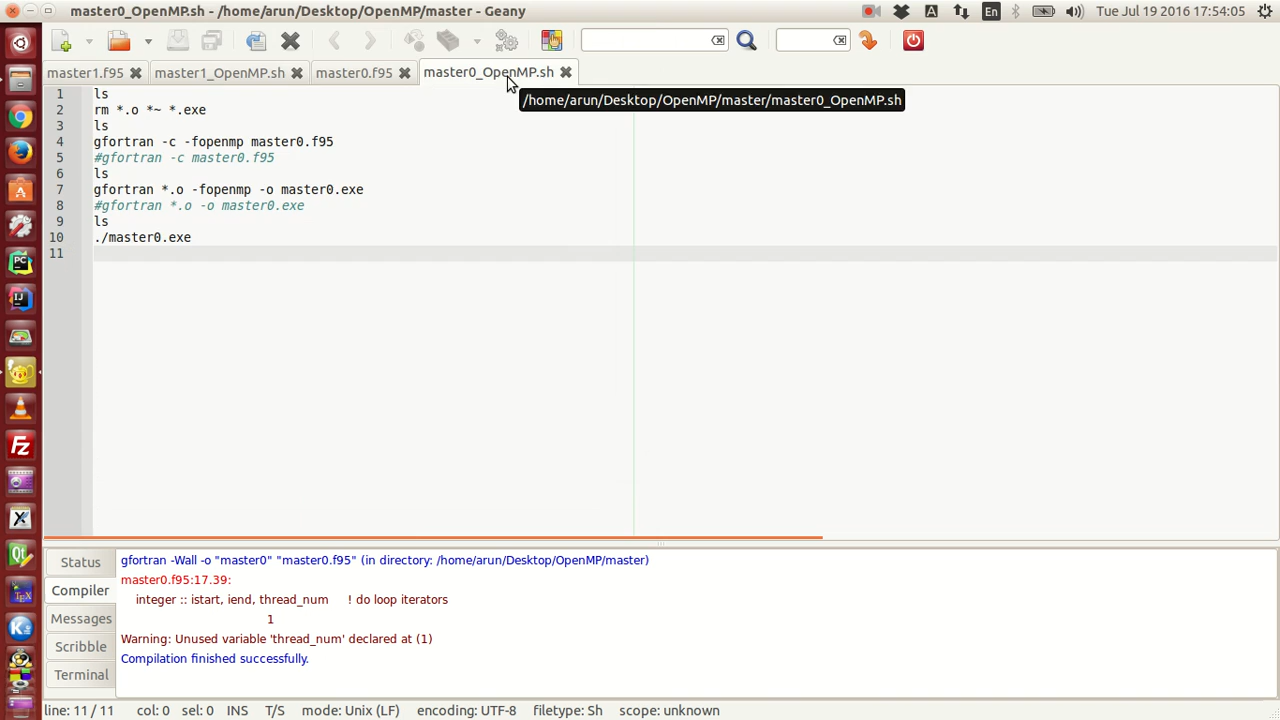 master0_OpenMP.sh - /home/arun/Desktop/OpenMP/master - Geany
En
Tue Jul 19 2016 17:54:05
master1.f95
master1_OpenMP.sh
master0.f95
master0_OpenMP.sh
/home/arun/Desktop/OpenMP/master/master0_OpenMP.sh
1 ls
2 rm *.o *~ *.exe
3 ls
4 gfortran -c -fopenmp master0.f95
5 #gfortran -c master0.f95
6 ls
7 gfortran *.o -fopenmp -o master0.exe
8 #gfortran *.o -o master0.exe
9 ls
10 ./master0.exe
11
Status
Compiler
Messages
Scribble
Terminal
gfortran -Wall -o "master0" "master0.f95" (in directory: /home/arun/Desktop/OpenMP/master)
master0.f95:17.39:
integer :: istart, iend, thread_num ! do loop iterators
1
Warning: Unused variable 'thread_num' declared at (1)
Compilation finished successfully.
line: 11 / 11 col: 0 sel: 0 INS T/S mode: Unix (LF) encoding: UTF-8 filetype: Sh scope: unknown